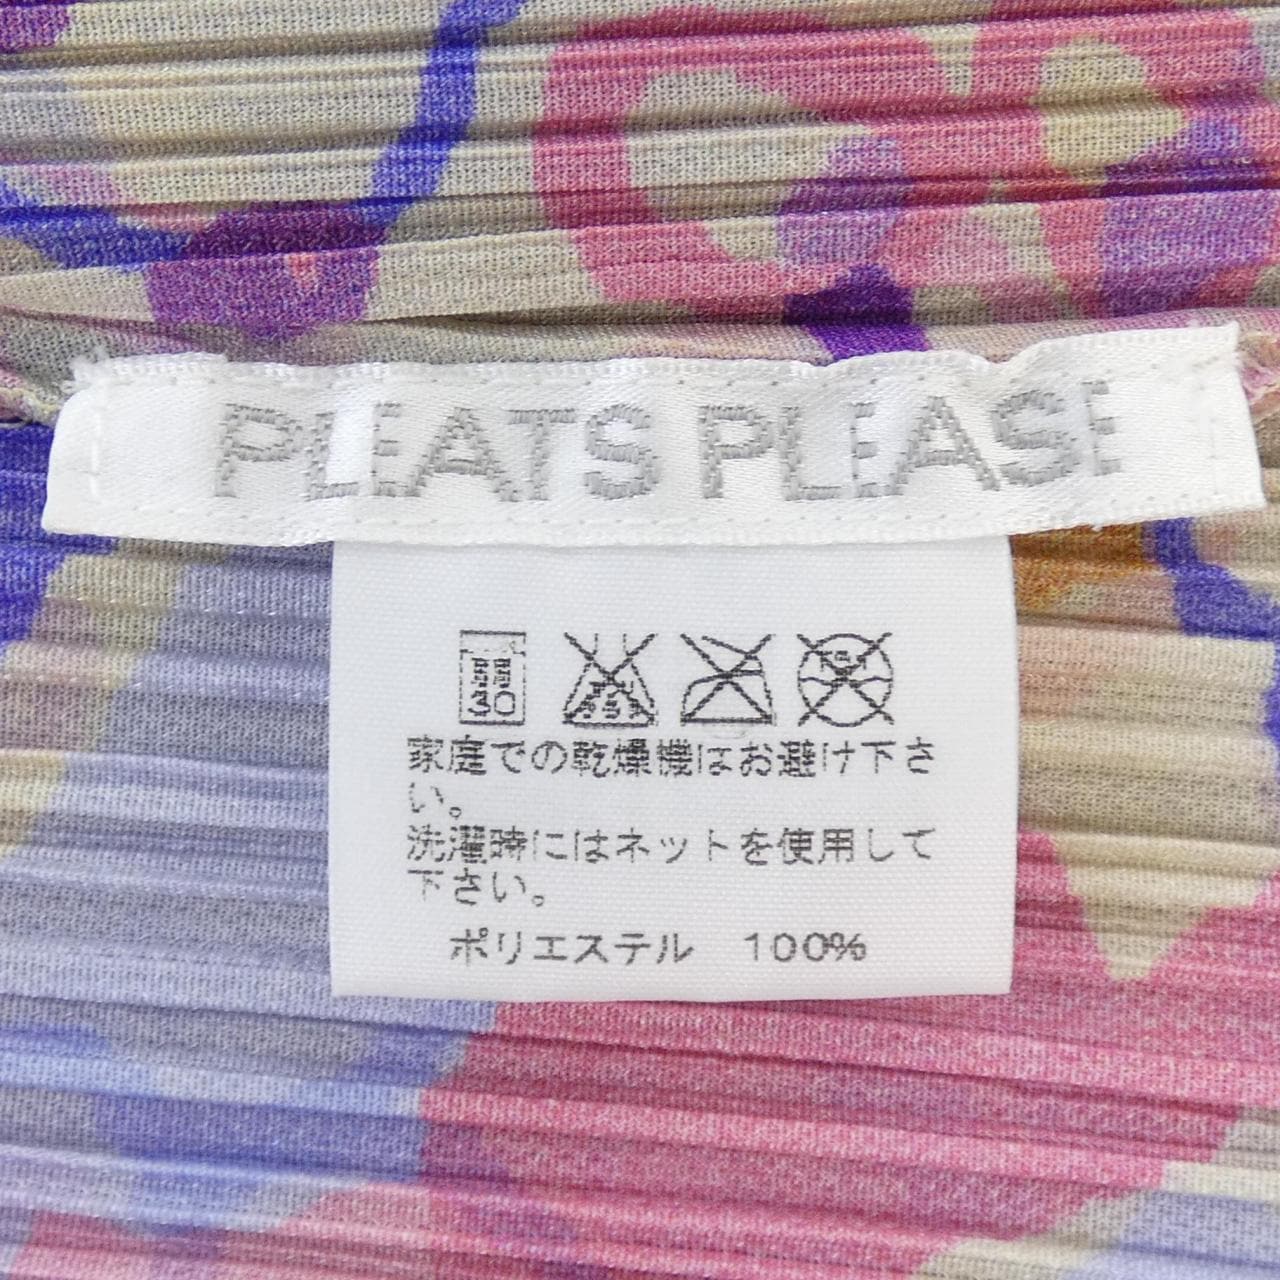 PLEATS PLEASE
家庭での乾燥機はお避け下さ
い。
洗濯時にはネットを使用して
下さい。
ポリエステル 100%